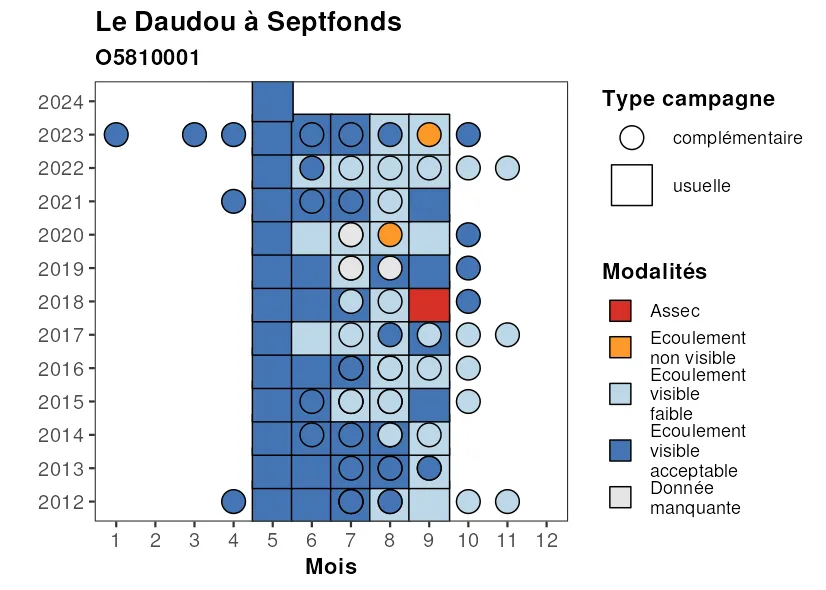 Le Daudou à Septfonds
O5810001
2024
2023
2022
2021
2020
2019
2018
2017
2016
2015
2014
2013
2012
1 2 3 4 5 6 7 8 9 10 11 12
Mois
Type campagne
complémentaire
usuelle
Modalités
Assec
Ecoulement
non visible
Ecoulement
visible
faible
Ecoulement
visible
acceptable
Donnée
manquante